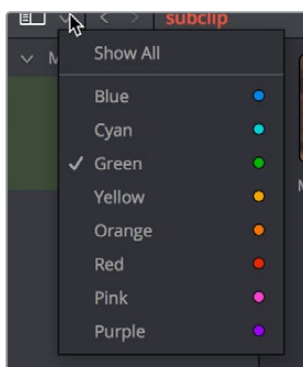 subclip
M
Show All
Blue
Cyan
Green
Yellow
Orange
Red
Pink
Purple